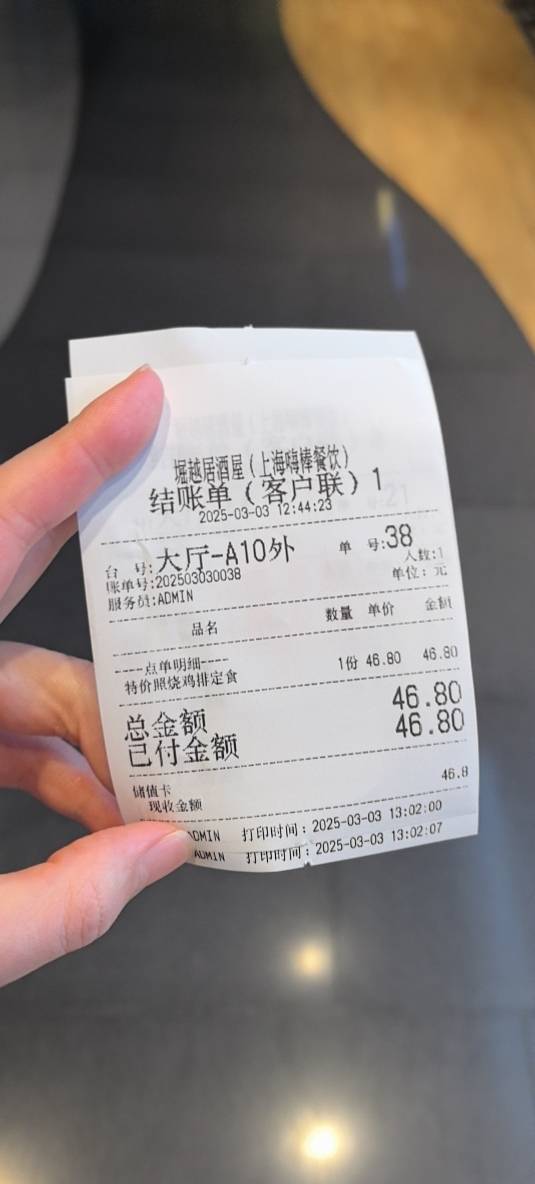 堀越居酒屋(上海嗨棒餐饮)
结账单(客户联)1
2025-03-03 12:44:23
台 号:大厅-A10外 单 号:38
账单号:202503030038 人数:1
服务员:ADMIN 单位:元
品名 数量 单价 金额
----点单明细----
特价照烧鸡排定食 1份 46.80 46.80
总金额 46.80
已付金额 46.80
储值卡 46.8
现收金额
ADMIN 打印时间:2025-03-03 13:02:00
ADMIN 打印时间:2025-03-03 13:02:07